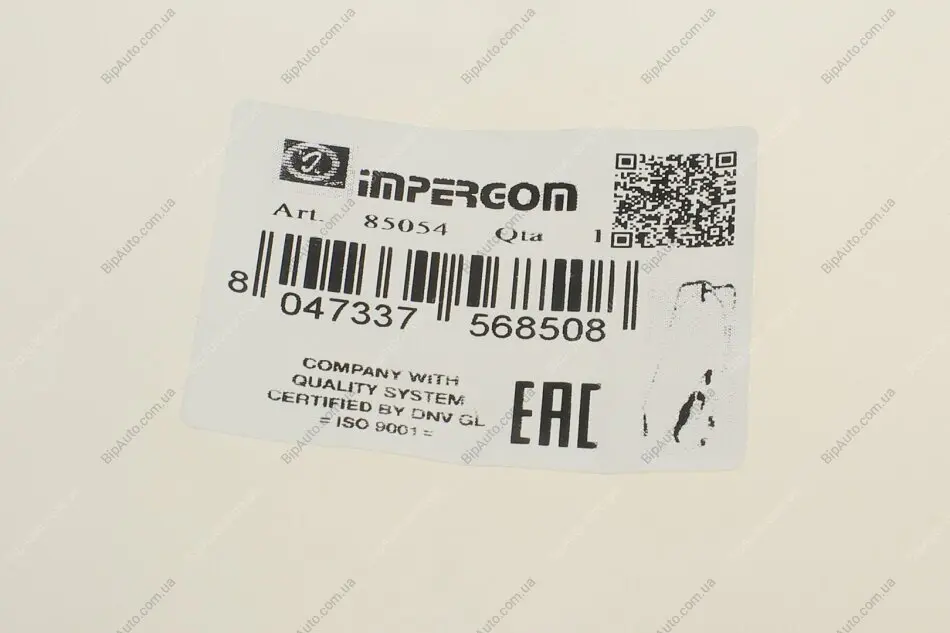 impergom
Art. 85054 Qta 1
8 047337 568508
COMPANY WITH
QUALITY SYSTEM
CERTIFIED BY DNV GL
= ISO 9001 =
EAC
BipAuto.com.ua